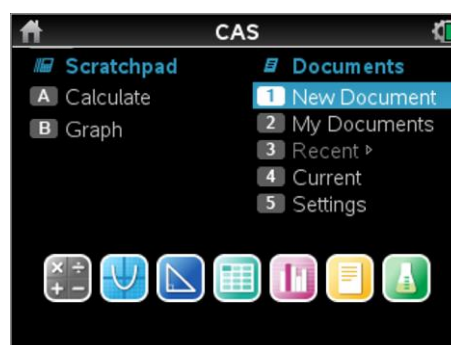 CAS
Scratchpad
A Calculate
B Graph
Documents
1 New Document
2 My Documents
3 Recent ▹
4 Current
5 Settings